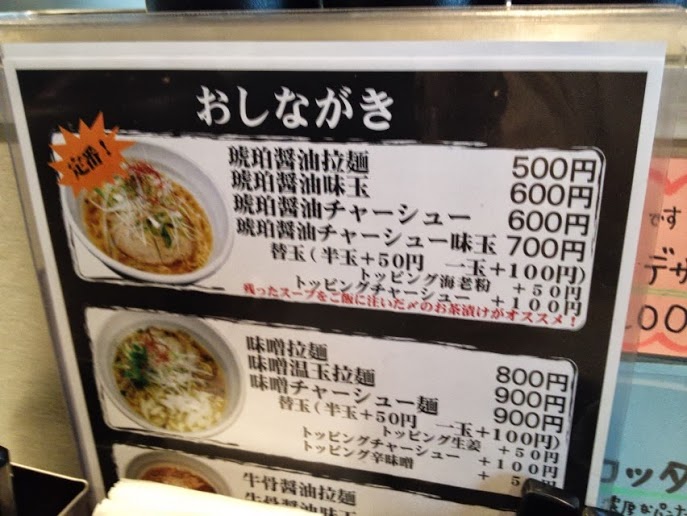 おしながき
定番！
琥珀醤油拉麺 500円
琥珀醤油味玉 600円
琥珀醤油チャーシュー 600円
琥珀醤油チャーシュー味玉 700円
替玉（半玉＋50円 一玉＋100円）
トッピング海老粉 ＋50円
トッピングチャーシュー ＋100円
残ったスープをご飯に注いだ〆のお茶漬けがオススメ！
味噌拉麺 800円
味噌温玉拉麺 900円
味噌チャーシュー麺 900円
替玉（半玉＋50円 一玉＋100円）
トッピング生姜 ＋50円
トッピングチャーシュー ＋100円
トッピング辛味噌 ＋5
牛骨醤油拉麺
牛骨醤油味玉
です
デザ
00
コッタ